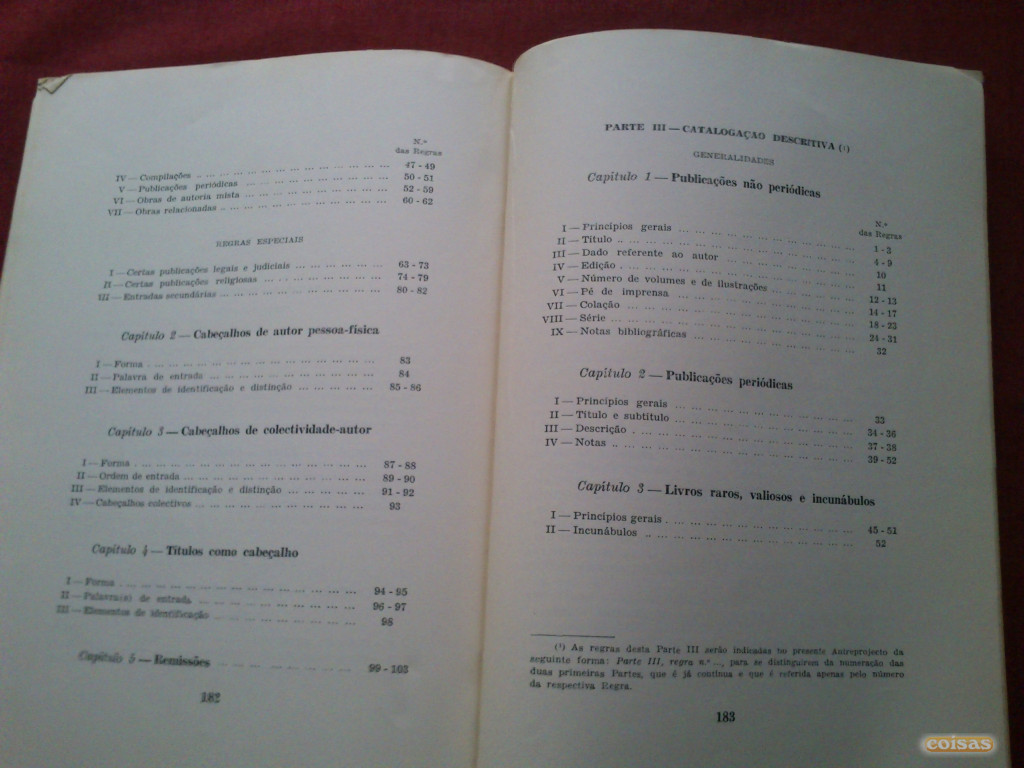 N.º
das Regras
IV — Compilações .. ... ... ... ... ... ... ... ... ... 47 - 49
V — Publicações periódicas ... ... ... ... ... ... ... ... 50 - 51
VI — Obras de autoria mista ... ... ... ... ... ... ... ... 52 - 59
VII — Obras relacionadas .. ... ... ... ... ... ... ... ... 60 - 62
REGRAS ESPECIAIS
I — Certas publicações legais e judiciais ... ... ... ... ... 63 - 73
II — Certas publicações religiosas ... ... ... ... ... ... 74 - 79
III — Entradas secundárias ... ... ... ... ... ... ... ... 80 - 82
Capítulo 2 — Cabeçalhos de autor pessoa-física
I — Forma . ... ... ... ... ... ... ... ... ... ... 83
II — Palavra de entrada ... ... ... ... ... ... ... ... 84
III — Elementos de identificação e distinção ... ... ... ... 85 - 86
Capítulo 3 — Cabeçalhos de colectividade-autor
I — Forma . ... ... ... ... ... ... ... ... ... ... 87 - 88
II — Ordem de entrada ... ... ... ... ... ... ... ... 89 - 90
III — Elementos de identificação e distinção ... ... ... ... 91 - 92
IV — Cabeçalhos colectivos ... ... ... ... ... ... ... 93
Capítulo 4 — Títulos como cabeçalho
I — Forma ... ... ... ... ... ... ... ... ... ... 94 - 95
II — Palavra(s) de entrada ... ... ... ... ... ... ... 96 - 97
III — Elementos de identificação ... ... ... ... ... ... 98
Capítulo 5 — Remissões ... ... ... ... ... ... ... 99 - 103
182
PARTE III — CATALOGAÇAO DESCRITIVA (¹)
GENERALIDADES
Capítulo 1 — Publicações não periódicas
N.º
das Regras
I — Princípios gerais ... ... ... ... ... ... ... ... 1 - 3
II — Título .. ... ... ... ... ... ... ... ... ... ... 4 - 9
III — Dado referente ao autor ... ... ... ... ... ... ... 10
IV — Edição . ... ... ... ... ... ... ... ... ... ... 11
V — Número de volumes e de ilustrações ... ... ... ... ... 12 - 13
VI — Pé de imprensa ... ... ... ... ... ... ... ... ... 14 - 17
VII — Colação ... ... ... ... ... ... ... ... ... ... 18 - 23
VIII — Série . ... ... ... ... ... ... ... ... ... ... 24 - 31
IX — Notas bibliográficas ... ... ... ... ... ... ... ... 32
Capítulo 2 — Publicações periódicas
I — Princípios gerais ... ... ... ... ... ... ... ... 33
II — Título e subtítulo ... ... ... ... ... ... ... ... 34 - 36
III — Descrição . ... ... ... ... ... ... ... ... ... 37 - 38
IV — Notas .. ... ... ... ... ... ... ... ... ... ... 39 - 52
Capítulo 3 — Livros raros, valiosos e incunábulos
I — Princípios gerais . ... ... ... ... ... ... ... ... 45 - 51
II — Incunábulos .. ... ... ... ... ... ... ... ... ... 52
(¹) As regras desta Parte III serão indicadas no presente Anteprojecto da
seguinte forma: Parte III, regra n.º ..., para se distinguirem da numeração das
duas primeiras Partes, que é já contínua e que é referida apenas pelo número
da respectiva Regra.
183
coisas